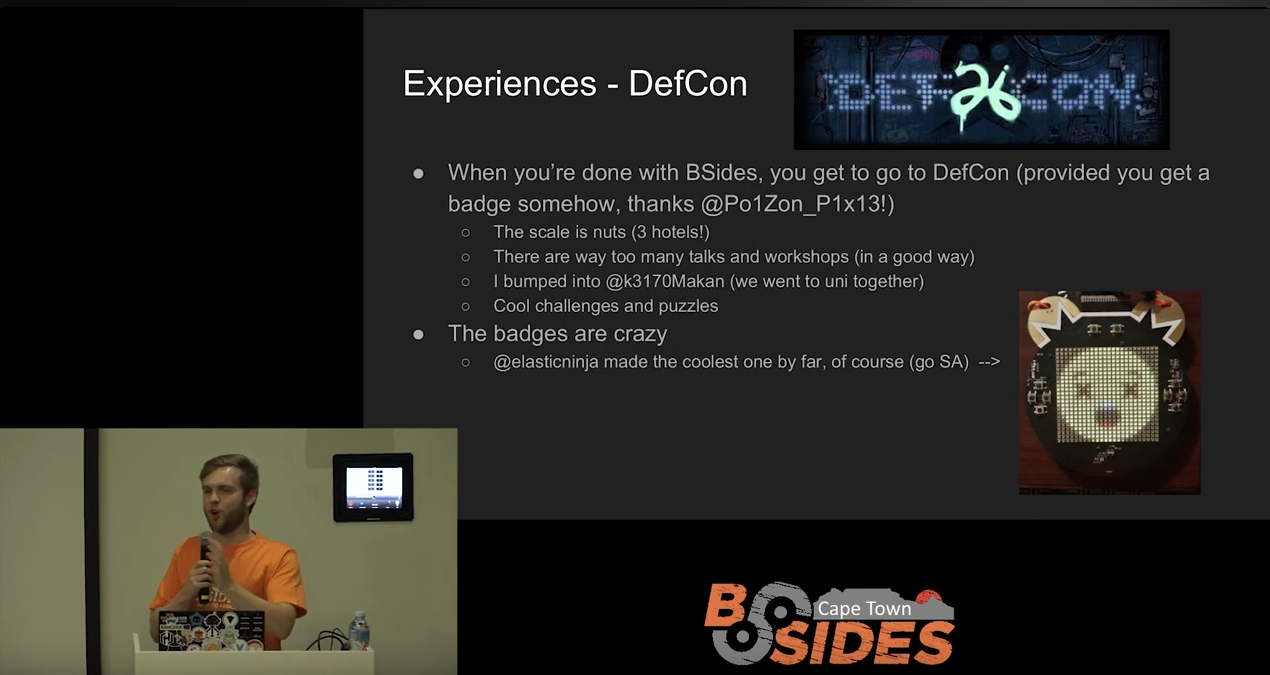 Experiences - DefCon
DEF 26 CON
● When you're done with BSides, you get to go to DefCon (provided you get a
badge somehow, thanks @Po1Zon_P1x13!)
○ The scale is nuts (3 hotels!)
○ There are way too many talks and workshops (in a good way)
○ I bumped into @k3170Makan (we went to uni together)
○ Cool challenges and puzzles
● The badges are crazy
○ @elasticninja made the coolest one by far, of course (go SA) -->
BSIDES
Cape Town